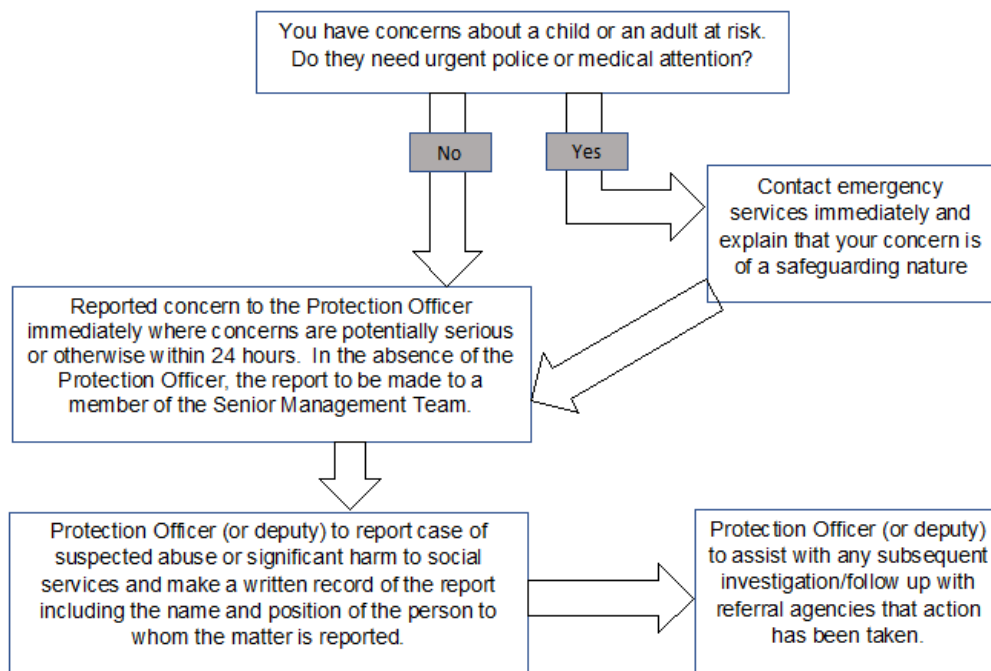 You have concerns about a child or an adult at risk.
Do they need urgent police or medical attention?
No
Yes
Contact emergency
services immediately and
explain that your concern is
of a safeguarding nature
Reported concern to the Protection Officer
immediately where concerns are potentially serious
or otherwise within 24 hours.  In the absence of the
Protection Officer, the report to be made to a
member of the Senior Management Team.
Protection Officer (or deputy) to report case of
suspected abuse or significant harm to social
services and make a written record of the report
including the name and position of the person to
whom the matter is reported.
Protection Officer (or deputy)
to assist with any subsequent
investigation/follow up with
referral agencies that action
has been taken.